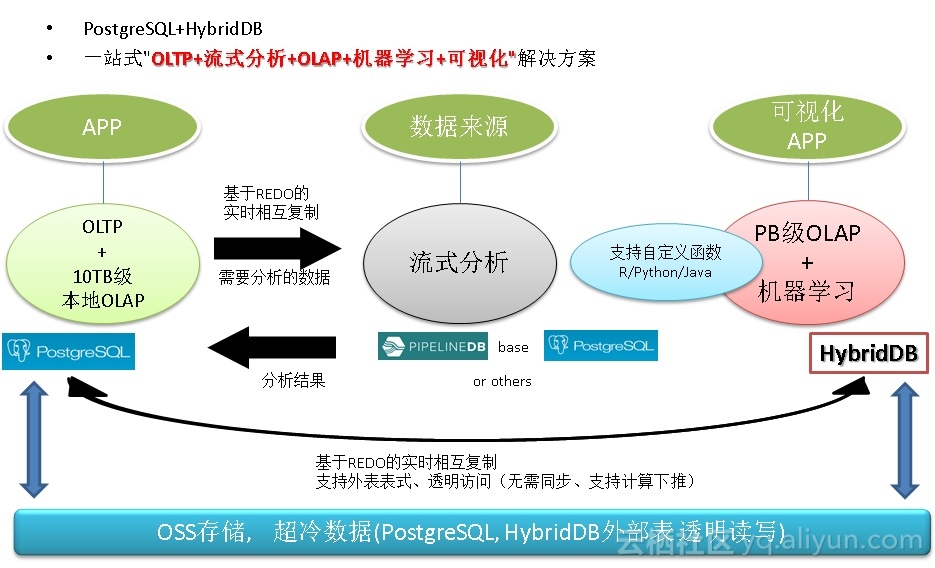 PostgreSQL+HybridDB
一站式"OLTP+流式分析+OLAP+机器学习+可视化"解决方案
APP
数据来源
可视化
APP
OLTP
+
10TB级
本地OLAP
基于REDO的
实时相互复制
需要分析的数据
流式分析
支持自定义函数
R/Python/Java
PB级OLAP
+
机器学习
PostgreSQL
分析结果
PIPELINEDB base PostgreSQL
or others
HybridDB
基于REDO的实时相互复制
支持外表表式、透明访问（无需同步、支持计算下推）
OSS存储, 超冷数据(PostgreSQL, HybridDB外部表 透明读写)
云栖社区 yq.aliyun.com